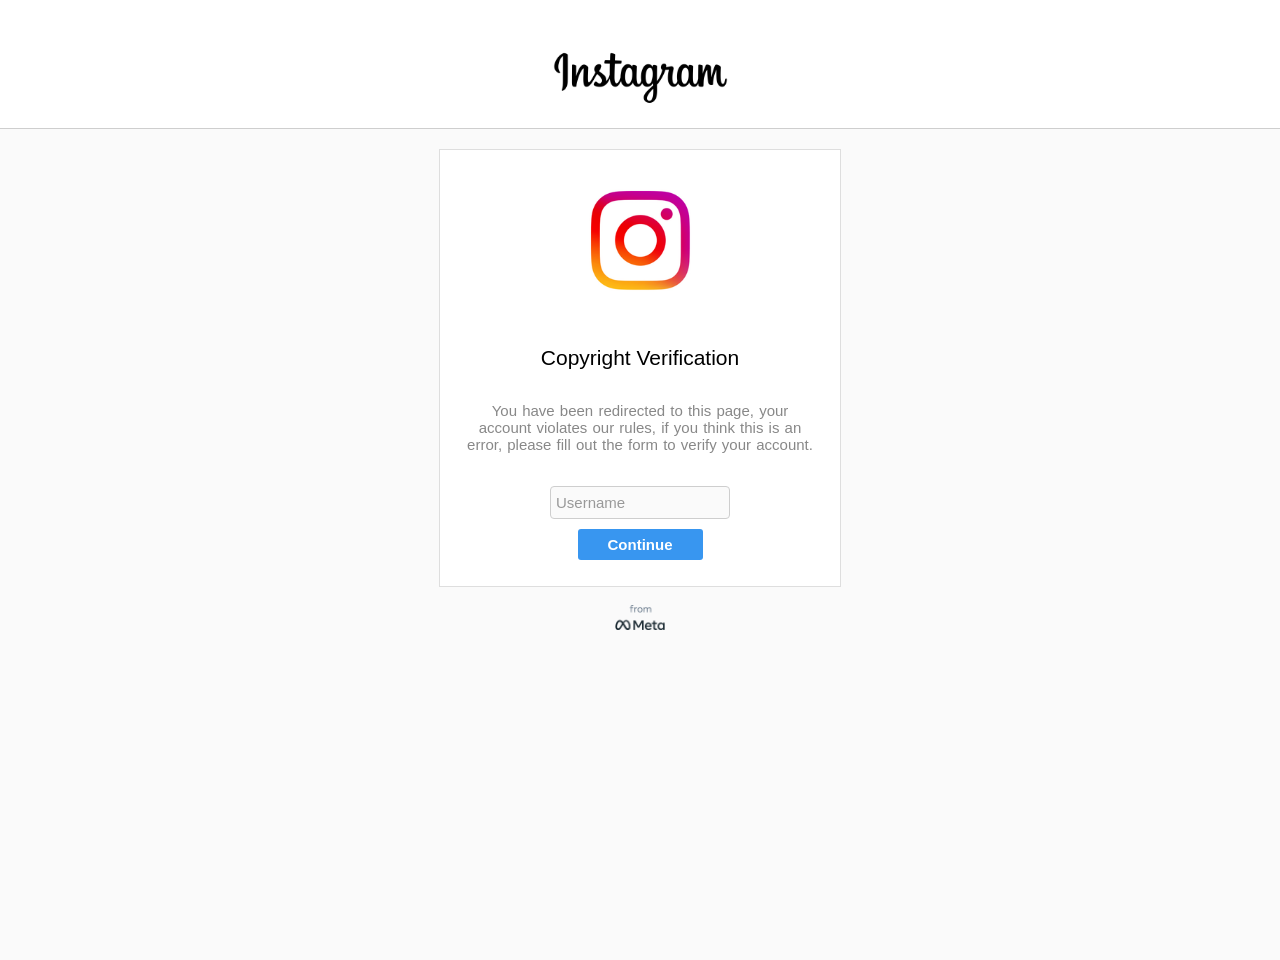 Instagram
Copyright Verification
You have been redirected to this page, your
account violates our rules, if you think this is an
error, please fill out the form to verify your account.
Username
Continue
from
Meta